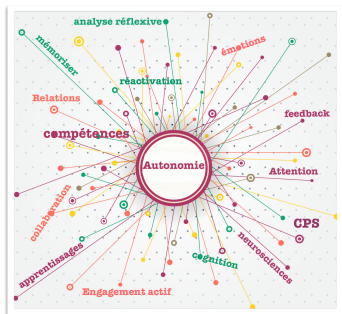 analyse réflexive
mémoriser
émotions
réactivation
Relations
feedback
compétences
Autonomie
Attention
collaboration
CPS
neurosciences
cognition
apprentissages
Engagement actif